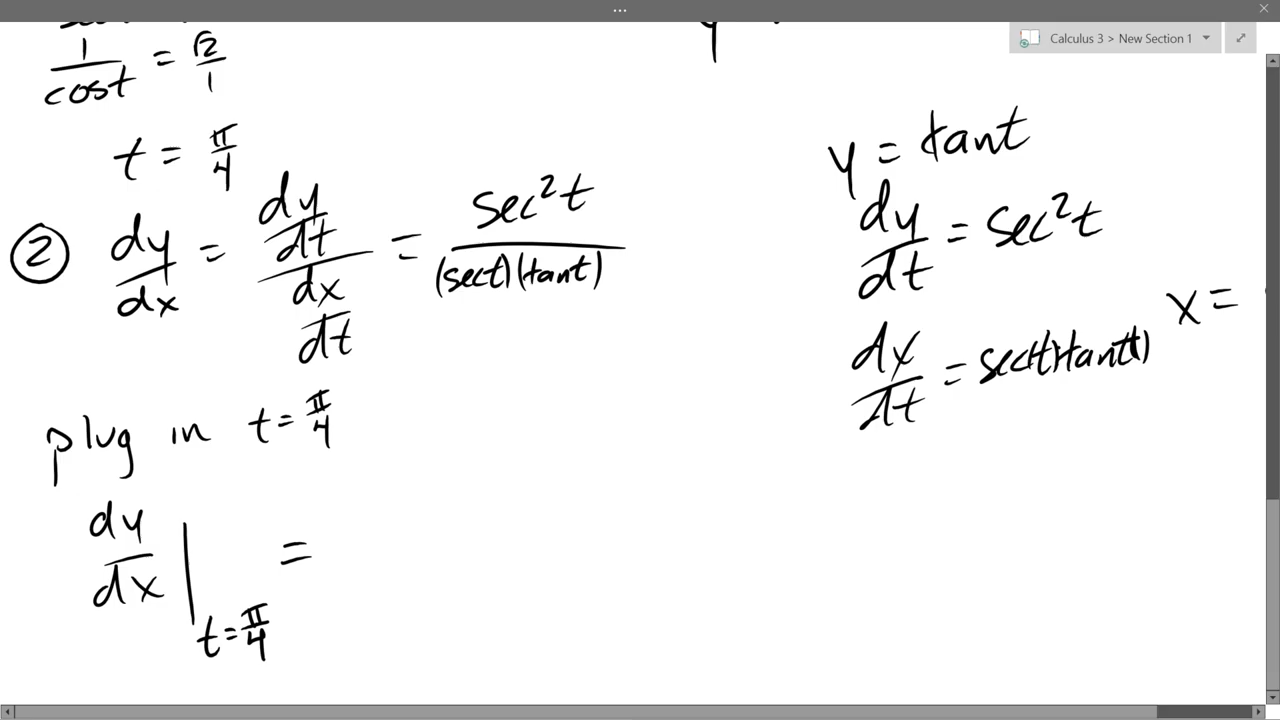 Calculus 3 > New Section 1
1/cost = √2/1
t = π/4
② dy/dx = (dy/dt)/(dx/dt) = sec²t/((sect)(tant))
plug in t = π/4
dy/dx | t=π/4 =
y = tant
dy/dt = sec²t
dx/dt = sec(t)tan(t)
x =